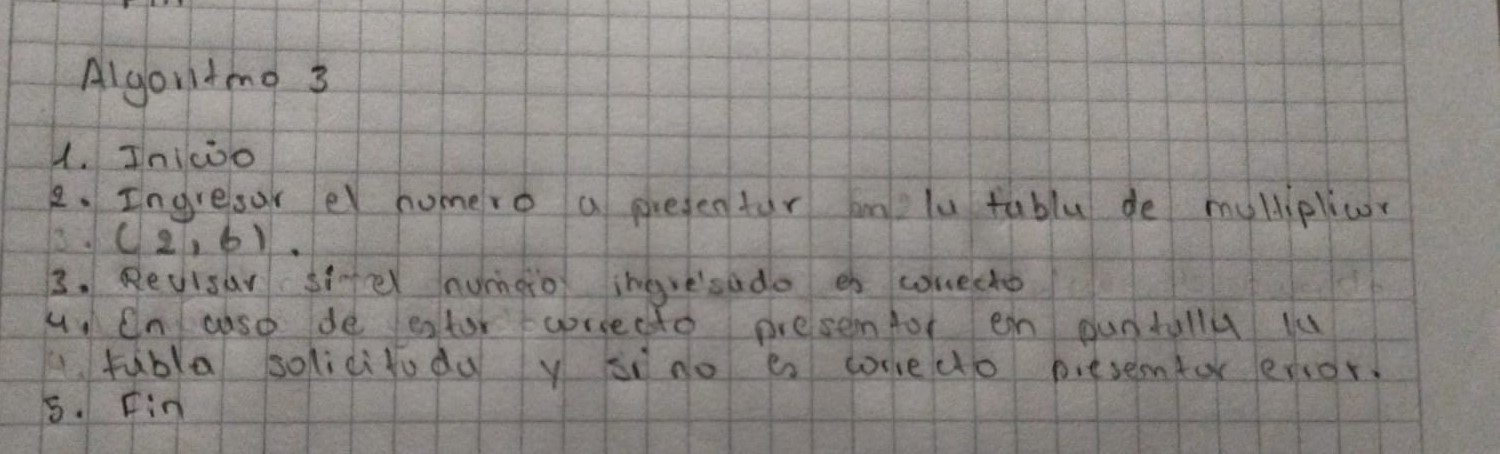 Algoritmo 3
1. Inicio
2. Ingresar el numero a presentar en la tabla de multiplicar
(2,6).
3. Revisar si el numero ingresado es correcto
4. En caso de estar correcto presentar en pantalla la
tabla solicitada y si no es correcto presentar error.
5. Fin